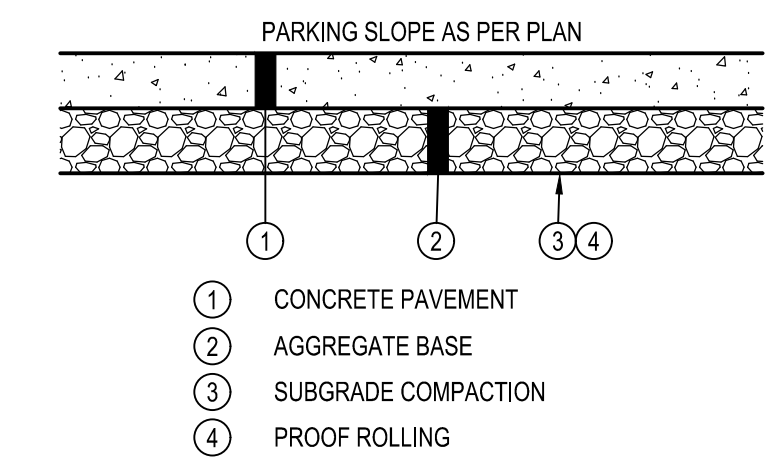 PARKING SLOPE AS PER PLAN
1 2 3 4
1 CONCRETE PAVEMENT
2 AGGREGATE BASE
3 SUBGRADE COMPACTION
4 PROOF ROLLING